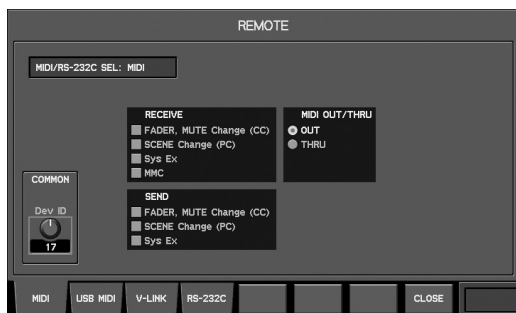 REMOTE
MIDI/RS-232C SEL: MIDI
RECEIVE
FADER, MUTE Change (CC)
SCENE Change (PC)
Sys Ex
MMC
MIDI OUT/THRU
OUT
THRU
SEND
FADER, MUTE Change (CC)
SCENE Change (PC)
Sys Ex
COMMON
Dev ID
17
MIDI USB MIDI V-LINK RS-232C CLOSE